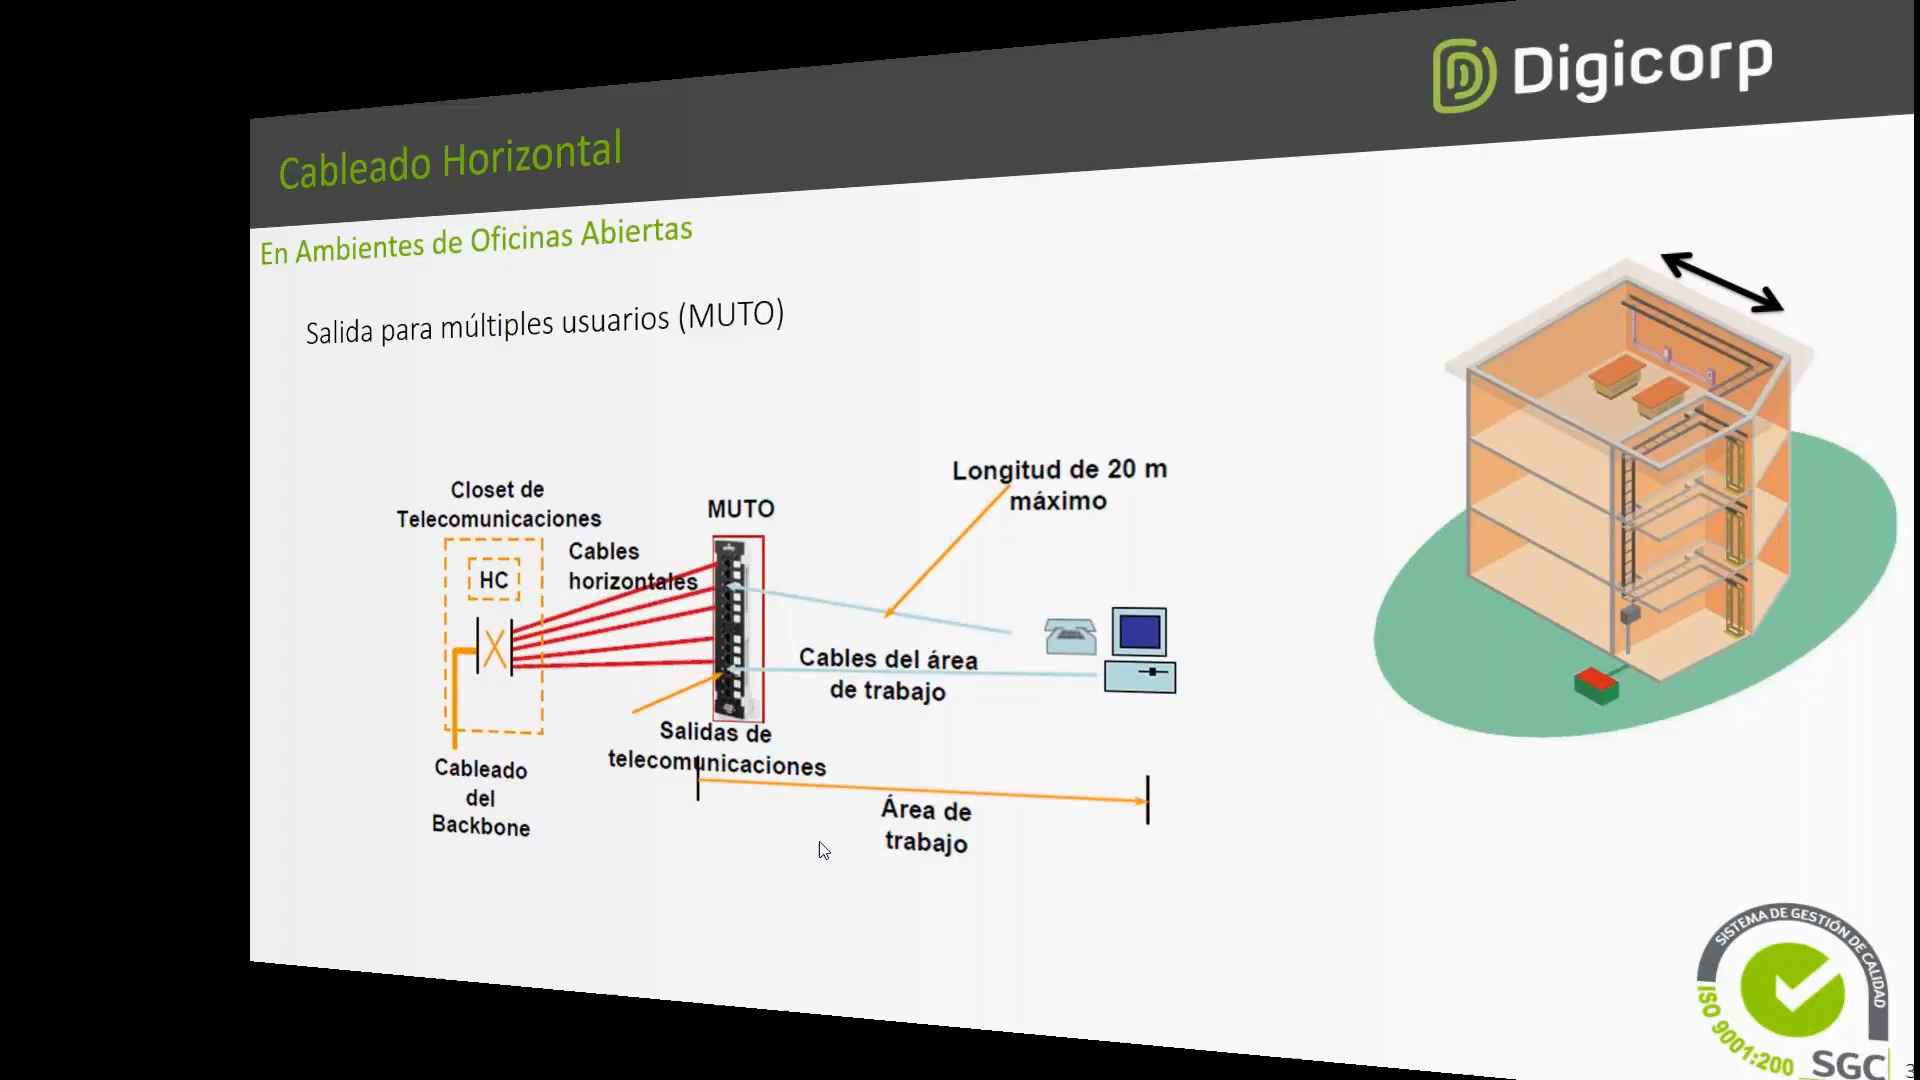 Digicorp
Cableado Horizontal
En Ambientes de Oficinas Abiertas
Salida para múltiples usuarios (MUTO)
Longitud de 20 m
máximo
Closet de
Telecomunicaciones
MUTO
Cables
horizontales
HC
Cables del área
de trabajo
Salidas de
telecomunicaciones
Cableado
del
Backbone
Área de
trabajo
SISTEMA DE GESTIÓN DE CALIDAD
ISO 9001:200
SGC
3